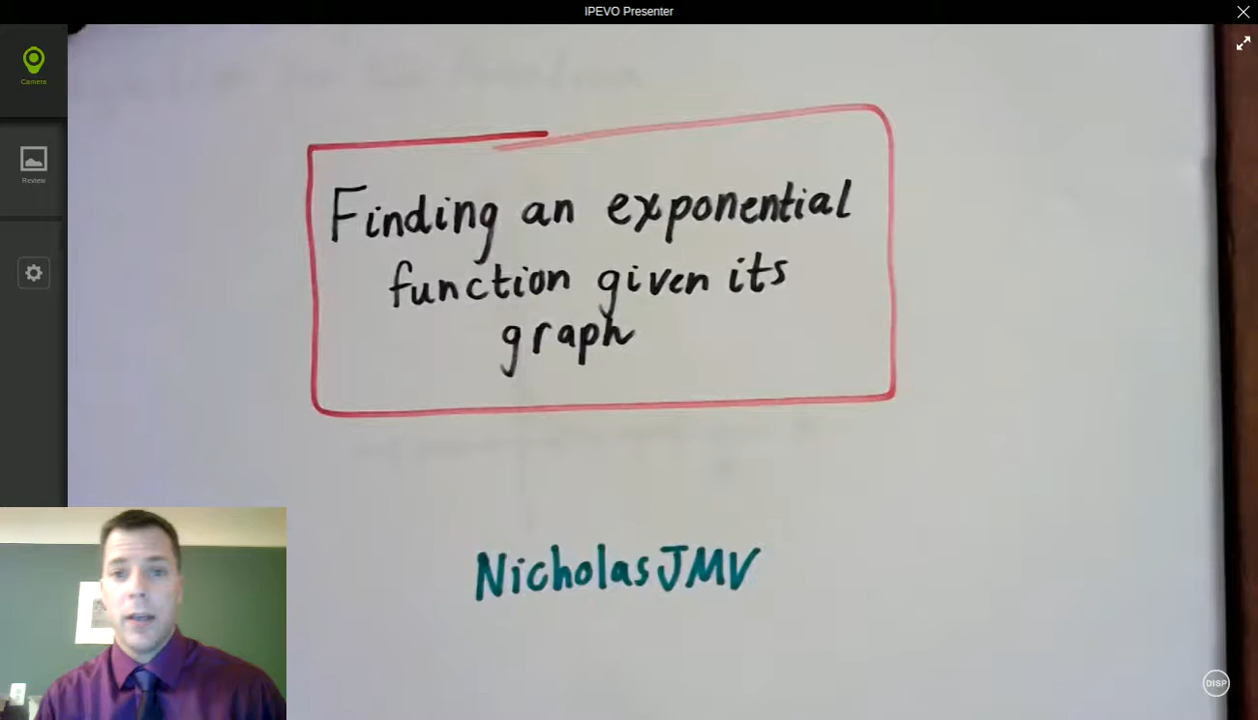 IPEVO Presenter
Camera
Review
Finding an exponential
function given its
graph
NicholasJMV
DISP